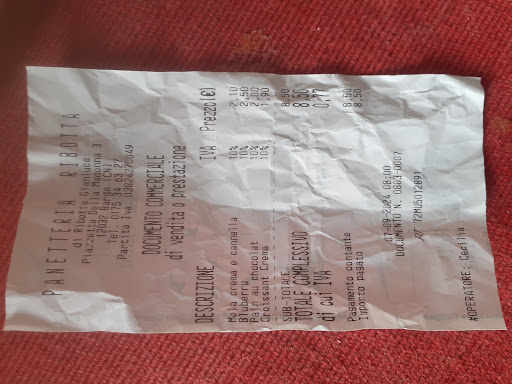 PANETTERIA RIBOTTA
di Ribotta Gianluca
Piazzetta Della Madonna 3
12032 Barge (CN)
Tel. 0175 34 63 27
Partita Iva 03824270049
DOCUMENTO COMMERCIALE
di vendita o prestazione
DESCRIZIONE IVA Prezzo(€)
Mela crema e cannella 10% 2,10
Bluberru 10% 2,50
Pain au chocolat 10% 2,00
Croissant Crema 10% 1,90
SUB-TOTALE 8,50
TOTALE COMPLESSIVO 8,50
di cui IVA 0,77
Pagamento contante 8,50
Importo pagato 8,50
07-09-2024 08:00
DOCUMENTO N. 0803-0007
RT 72MU5012891
#OPERATORE: Cecilia